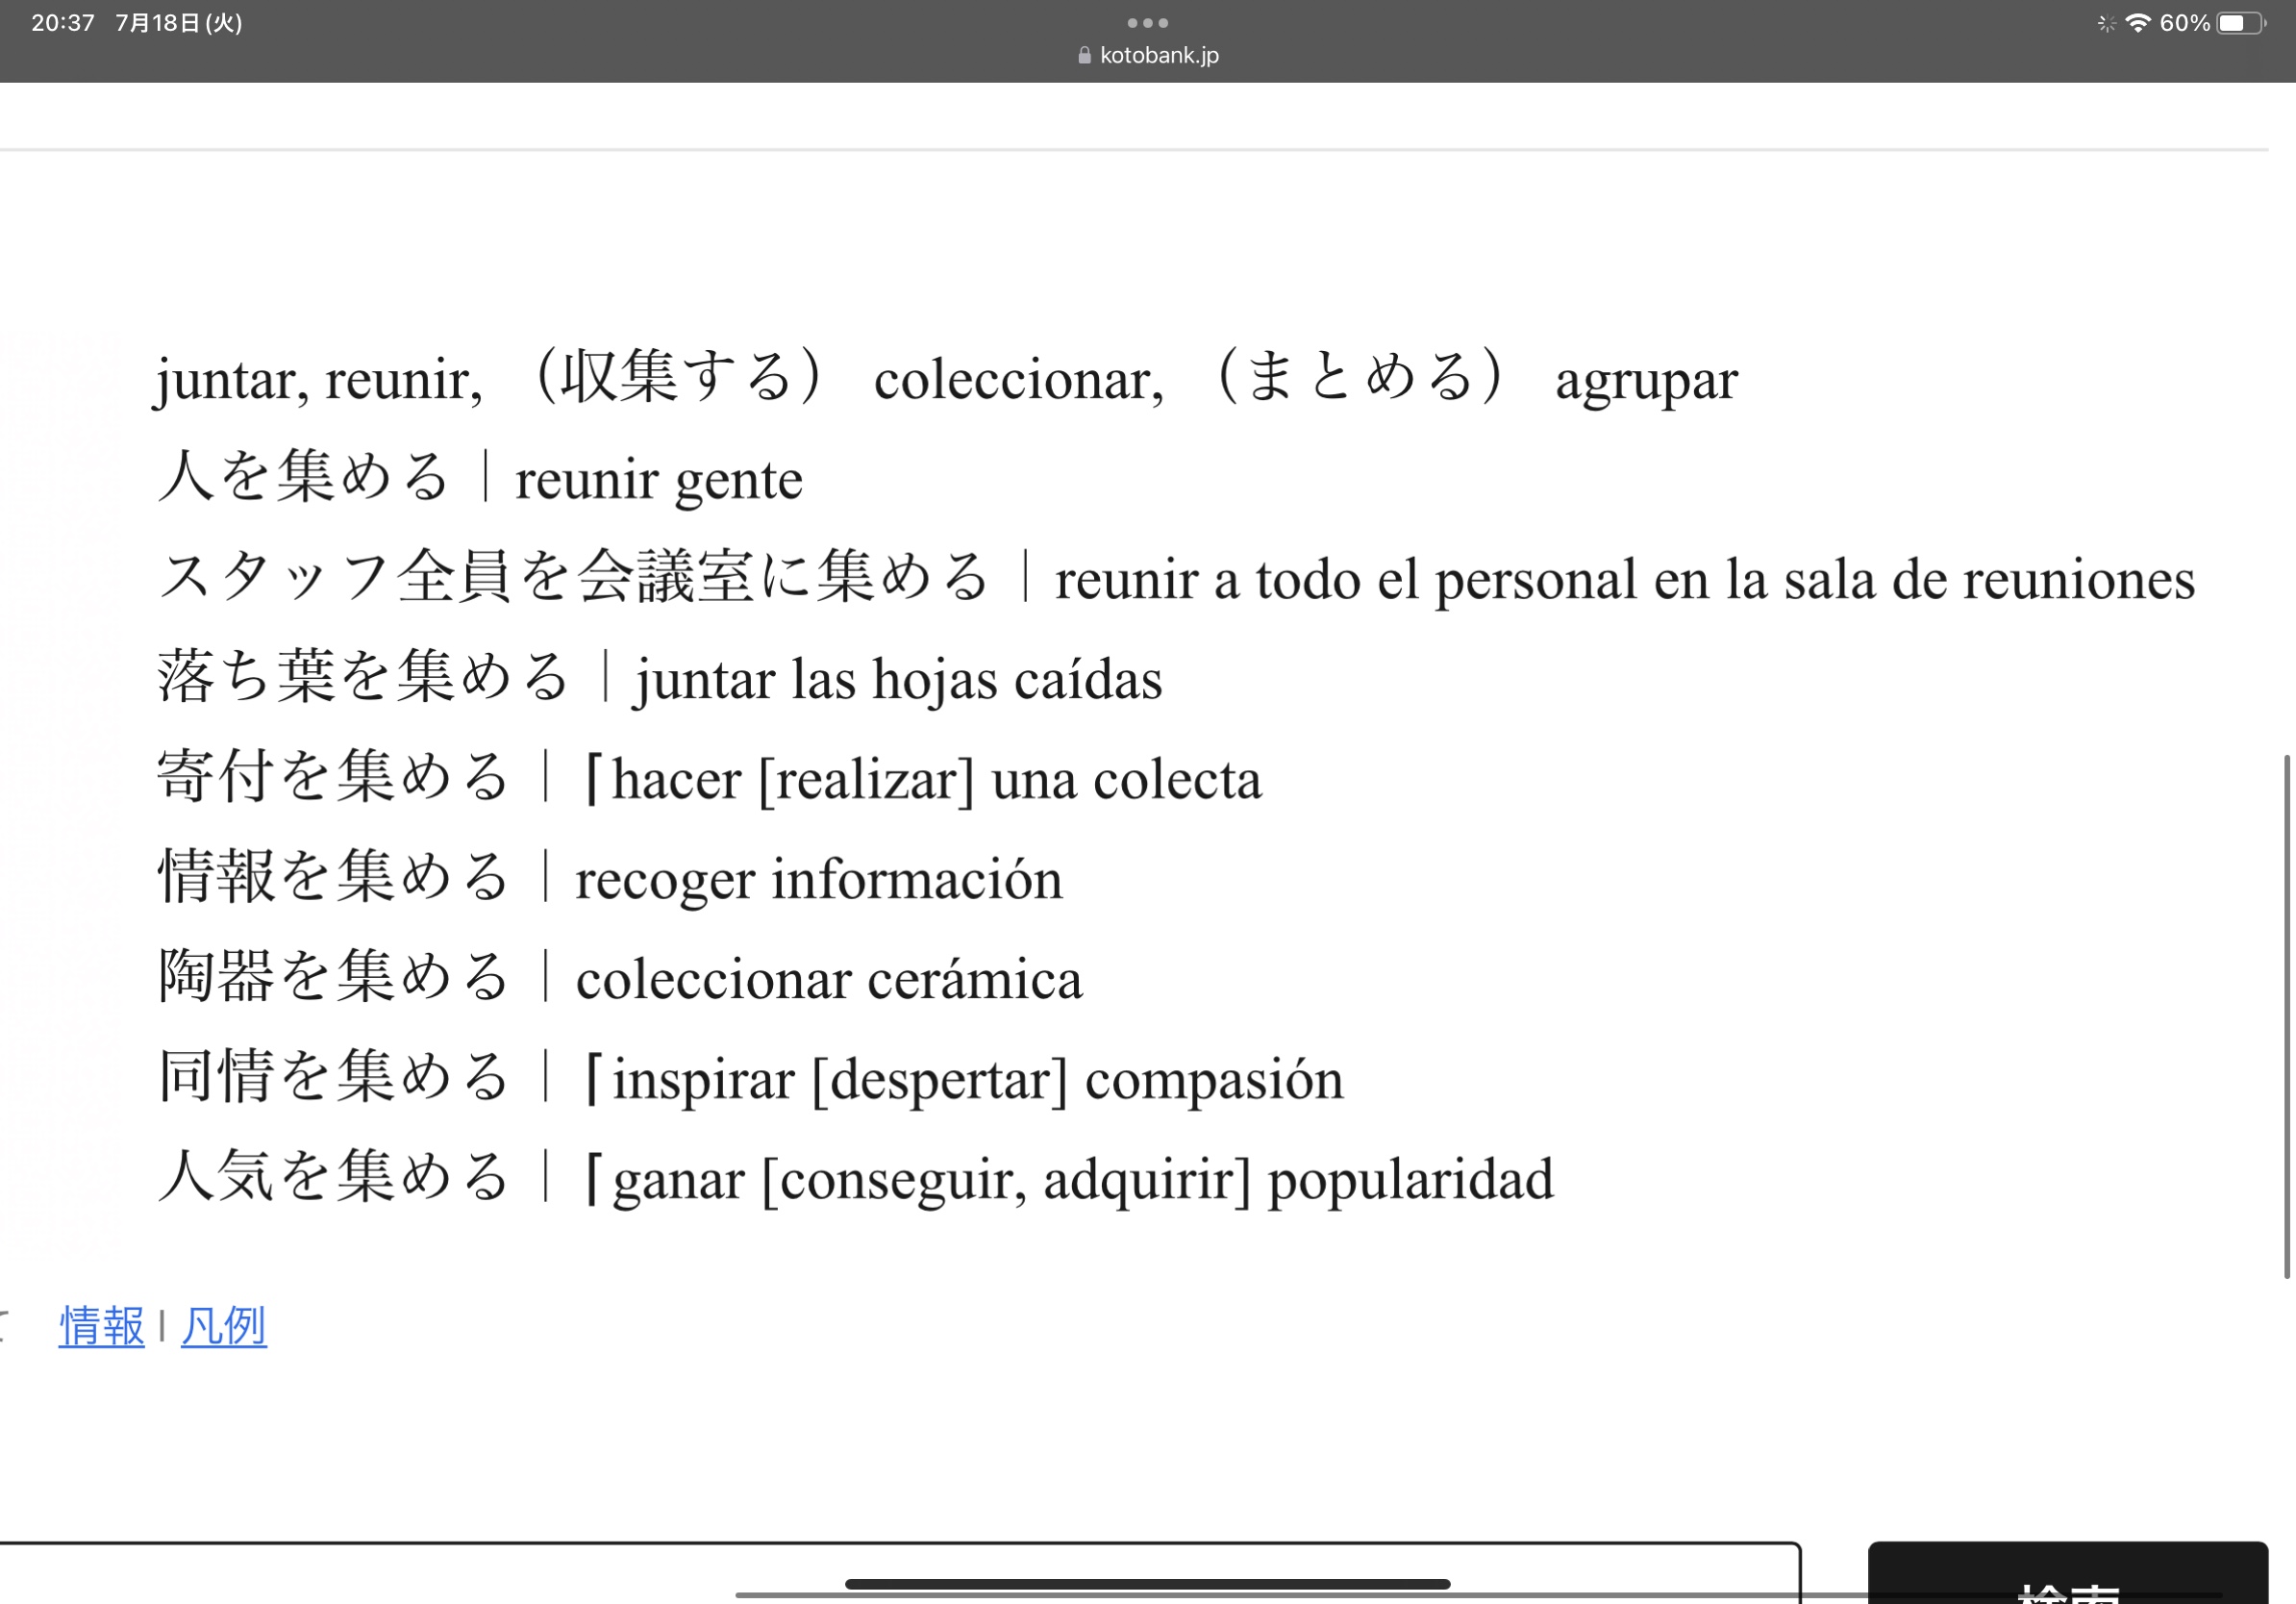 20:37 7月18日(火)
60%
kotobank.jp
juntar, reunir, （収集する） coleccionar, （まとめる） agrupar
人を集める｜reunir gente
スタッフ全員を会議室に集める｜reunir a todo el personal en la sala de reuniones
落ち葉を集める｜juntar las hojas caídas
寄付を集める｜⌈hacer [realizar] una colecta
情報を集める｜recoger información
陶器を集める｜coleccionar cerámica
同情を集める｜⌈inspirar [despertar] compasión
人気を集める｜⌈ganar [conseguir, adquirir] popularidad
情報 | 凡例
検索